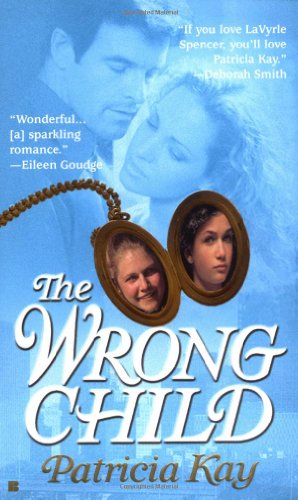 "If you love LaVyrle
Spencer, you'll love
Patricia Kay."
—Deborah Smith
"Wonderful...
[a] sparkling
romance."
—Eileen Goudge
The
WRONG
CHILD
Patricia Kay
B